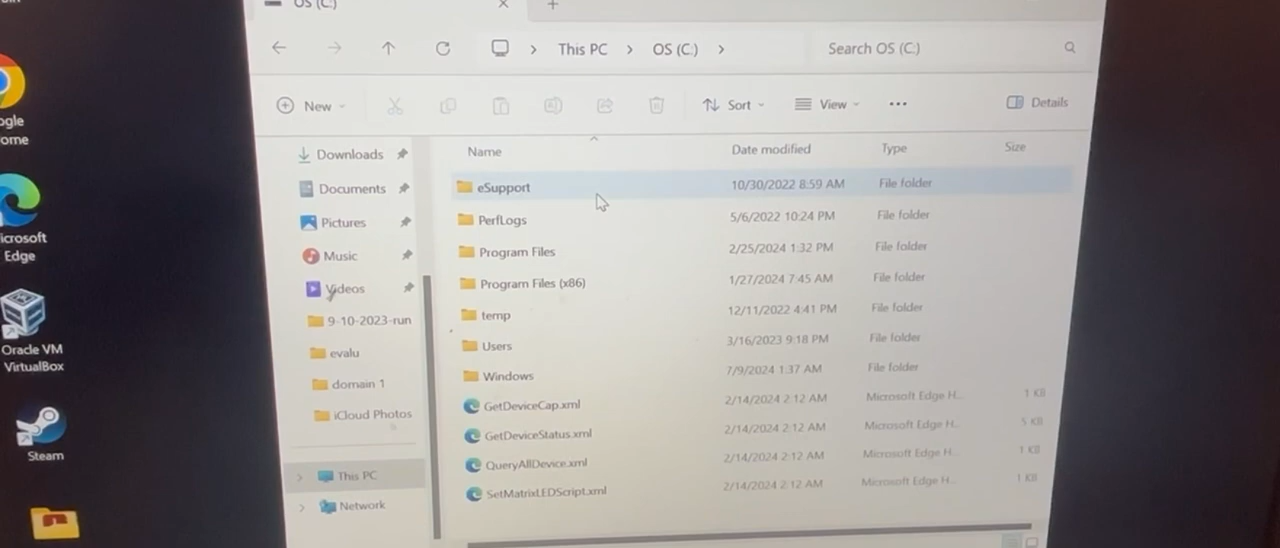 OS (C:)
This PC > OS (C:) >
Search OS (C:)
New
Sort
View
Details
Downloads
Documents
Pictures
Music
Videos
9-10-2023-run
evalu
domain 1
iCloud Photos
This PC
Network
Name Date modified Type Size
eSupport 10/30/2022 8:59 AM File folder
PerfLogs 5/6/2022 10:24 PM File folder
Program Files 2/25/2024 1:32 PM File folder
Program Files (x86) 1/27/2024 7:45 AM File folder
temp 12/11/2022 4:41 PM File folder
Users 3/16/2023 9:18 PM File folder
Windows 7/9/2024 1:37 AM File folder
GetDeviceCap.xml 2/14/2024 2:12 AM Microsoft Edge H... 1 KB
GetDeviceStatus.xml 2/14/2024 2:12 AM Microsoft Edge H... 5 KB
QueryAllDevice.xml 2/14/2024 2:12 AM Microsoft Edge H... 1 KB
SetMatrixLEDScript.xml 2/14/2024 2:12 AM Microsoft Edge H... 1 KB
ogle
ome
icrosoft
Edge
Oracle VM
VirtualBox
Steam